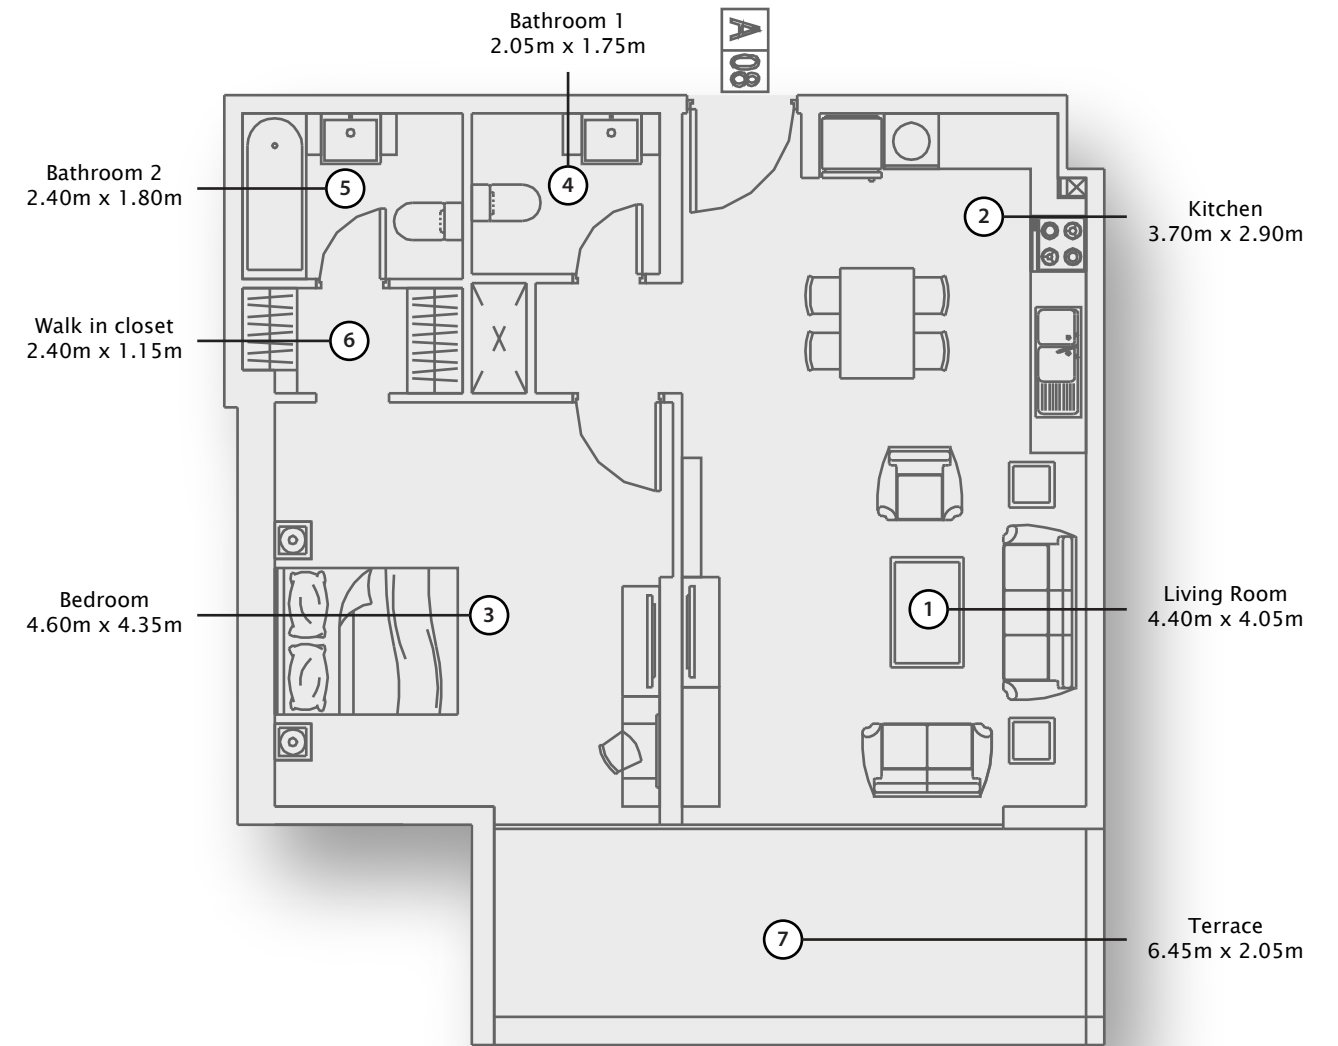 Bathroom 1
2.05m x 1.75m
A
08
Bathroom 2
2.40m x 1.80m
5
4
2
Kitchen
3.70m x 2.90m
Walk in closet
2.40m x 1.15m
6
Bedroom
4.60m x 4.35m
3
1
Living Room
4.40m x 4.05m
7
Terrace
6.45m x 2.05m